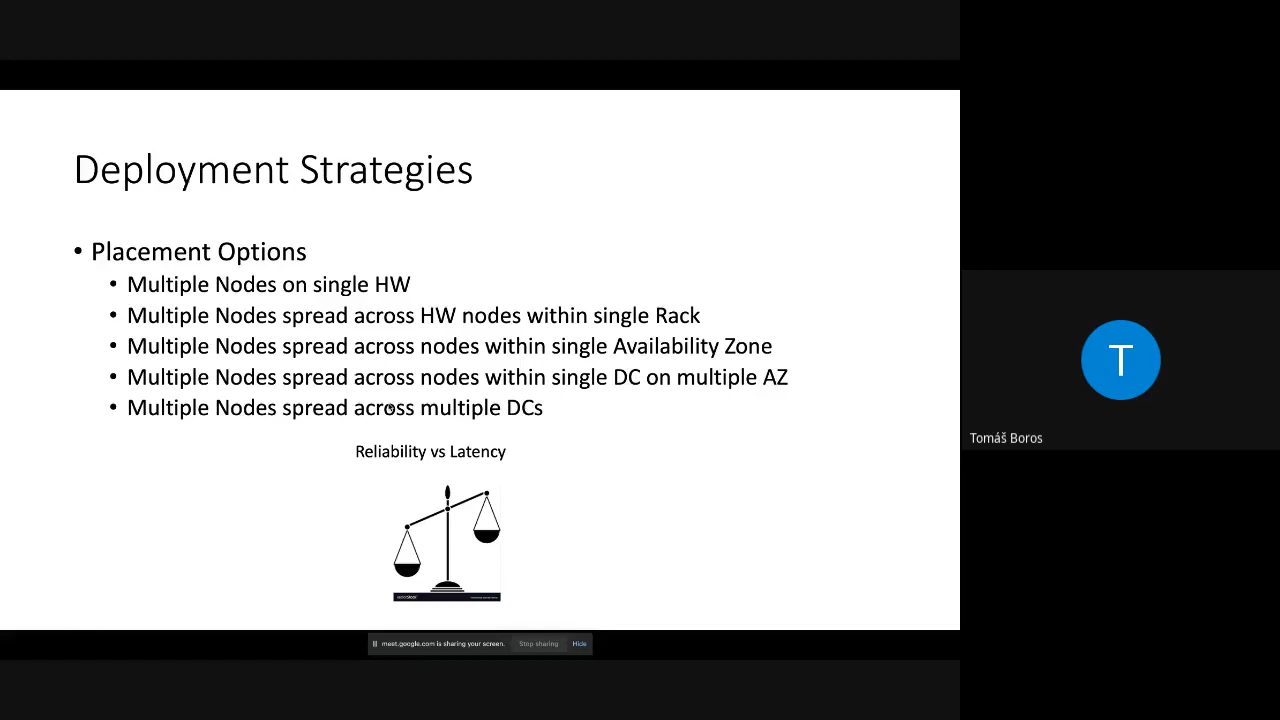 Deployment Strategies
• Placement Options
• Multiple Nodes on single HW
• Multiple Nodes spread across HW nodes within single Rack
• Multiple Nodes spread across nodes within single Availability Zone
• Multiple Nodes spread across nodes within single DC on multiple AZ
• Multiple Nodes spread across multiple DCs
Reliability vs Latency
meet.google.com is sharing your screen.
Stop sharing
Hide
T
Tomáš Boros